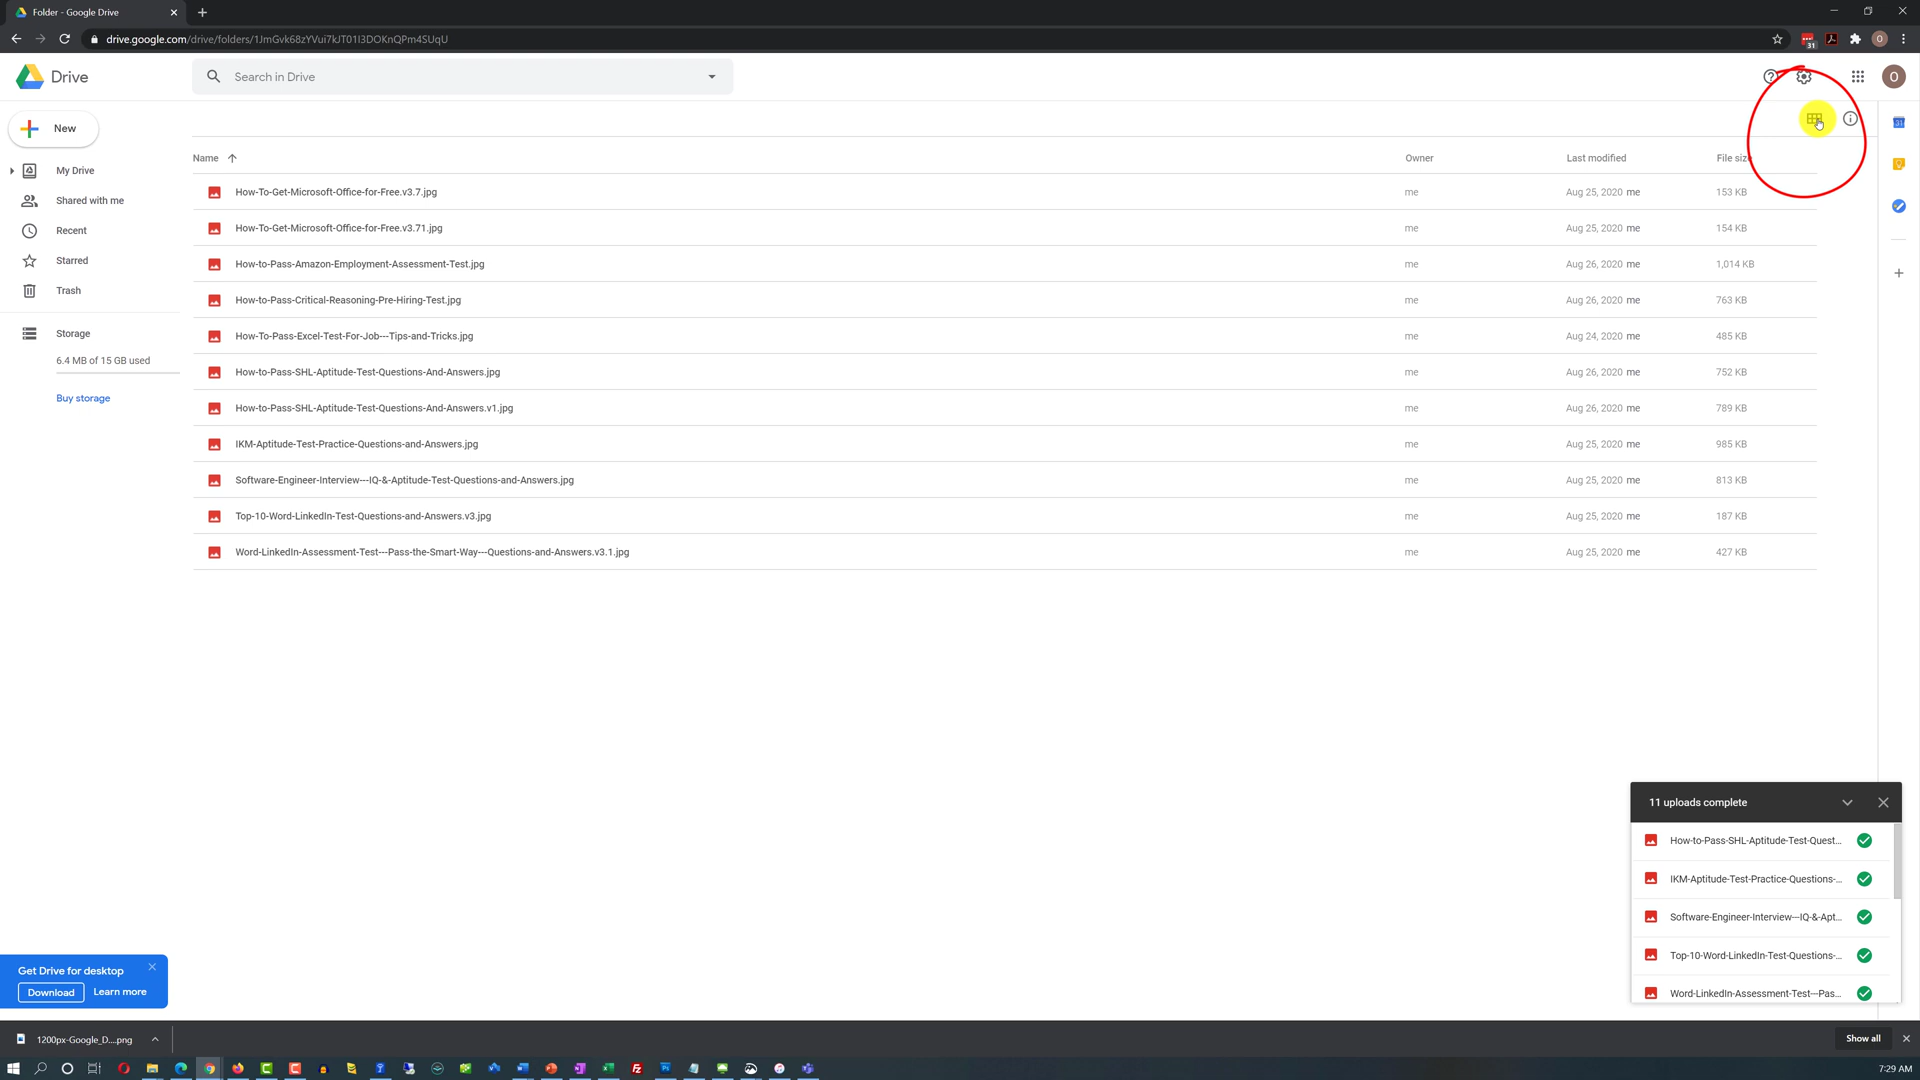 Folder - Google Drive
drive.google.com/drive/folders/1JmGvk68zYVui7kJT01I3DOKnQPm4SUqU
31
O
Drive
Search in Drive
O
New
My Drive
Shared with me
Recent
Starred
Trash
Storage
6.4 MB of 15 GB used
Buy storage
Name Owner Last modified File size
How-To-Get-Microsoft-Office-for-Free.v3.7.jpg me Aug 25, 2020 me 153 KB
How-To-Get-Microsoft-Office-for-Free.v3.71.jpg me Aug 25, 2020 me 154 KB
How-to-Pass-Amazon-Employment-Assessment-Test.jpg me Aug 26, 2020 me 1,014 KB
How-to-Pass-Critical-Reasoning-Pre-Hiring-Test.jpg me Aug 26, 2020 me 763 KB
How-To-Pass-Excel-Test-For-Job---Tips-and-Tricks.jpg me Aug 24, 2020 me 485 KB
How-to-Pass-SHL-Aptitude-Test-Questions-And-Answers.jpg me Aug 26, 2020 me 752 KB
How-to-Pass-SHL-Aptitude-Test-Questions-And-Answers.v1.jpg me Aug 26, 2020 me 789 KB
IKM-Aptitude-Test-Practice-Questions-and-Answers.jpg me Aug 25, 2020 me 985 KB
Software-Engineer-Interview---IQ-&-Aptitude-Test-Questions-and-Answers.jpg me Aug 25, 2020 me 813 KB
Top-10-Word-LinkedIn-Test-Questions-and-Answers.v3.jpg me Aug 25, 2020 me 187 KB
Word-LinkedIn-Assessment-Test---Pass-the-Smart-Way---Questions-and-Answers.v3.1.jpg me Aug 25, 2020 me 427 KB
31
11 uploads complete
How-to-Pass-SHL-Aptitude-Test-Quest...
IKM-Aptitude-Test-Practice-Questions-...
Software-Engineer-Interview---IQ-&-Apt...
Top-10-Word-LinkedIn-Test-Questions-...
Word-LinkedIn-Assessment-Test---Pas...
Get Drive for desktop
Download Learn more
1200px-Google_D....png
Show all
7:29 AM